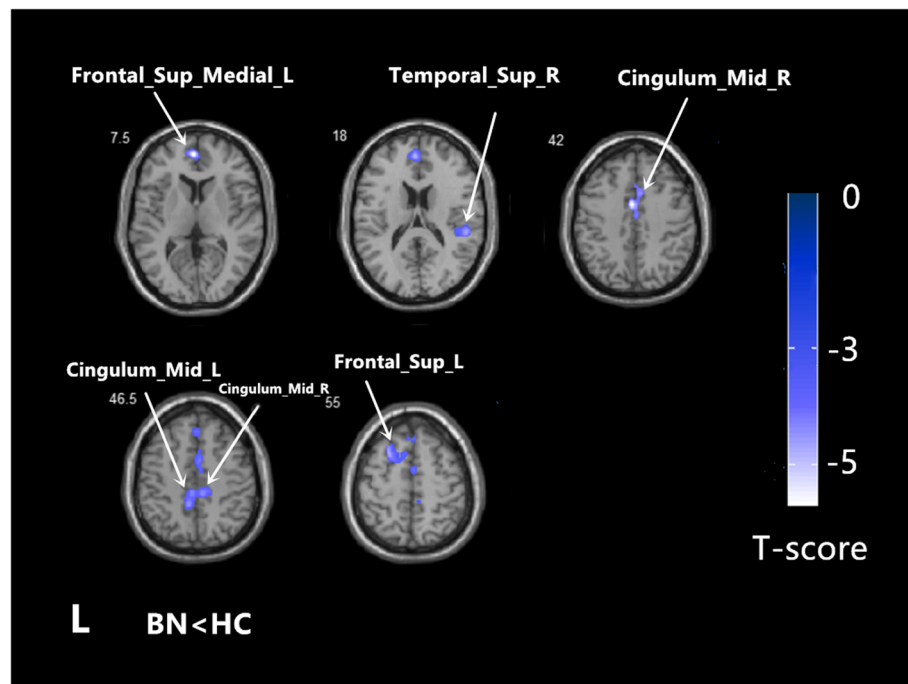 Frontal_Sup_Medial_L
Temporal_Sup_R
Cingulum_Mid_R
7.5
18
42
0
-3
-5
T-score
Cingulum_Mid_L
Cingulum_Mid_R
Frontal_Sup_L
46.5
55
L
BN<HC